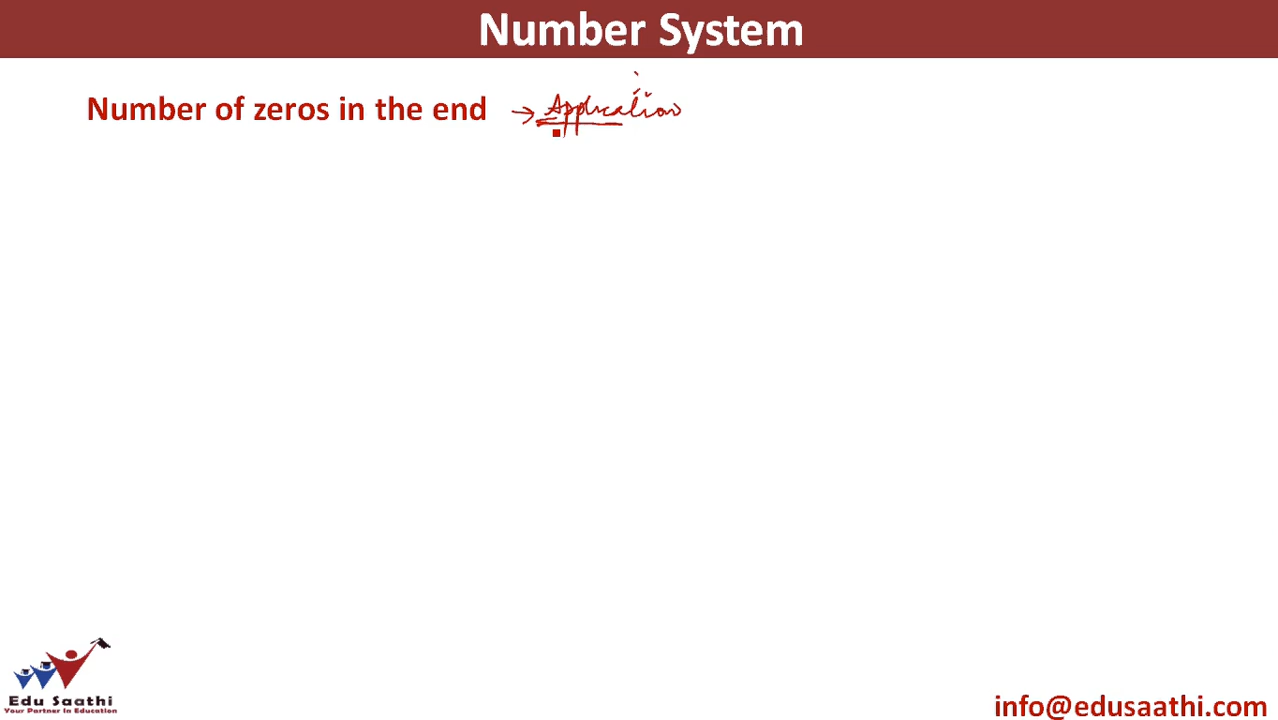 Number System
Number of zeros in the end → Application
Edu Saathi
Your Partner in Education
info@edusaathi.com